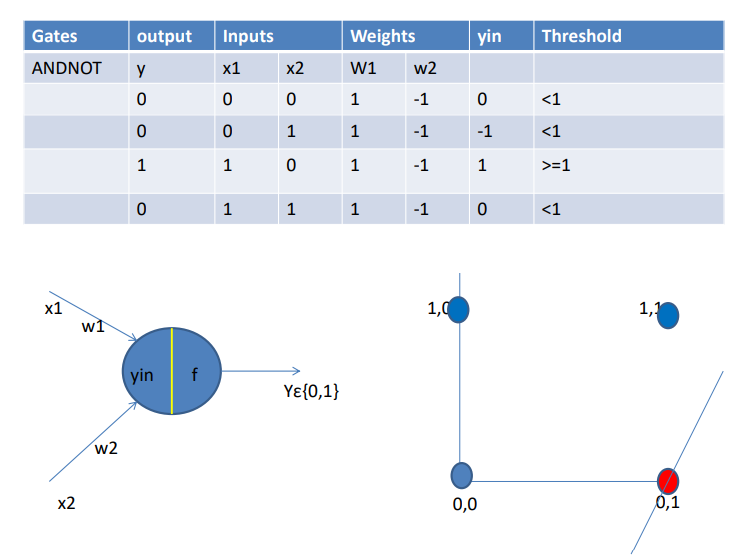 Gates output Inputs Weights yin Threshold
ANDNOT y x1 x2 W1 w2
0 0 0 1 -1 0 <1
0 0 1 1 -1 -1 <1
1 1 0 1 -1 1 >=1
0 1 1 1 -1 0 <1
x1
w1
yin f
Yε{0,1}
w2
x2
1,0 1,1
0,0 0,1